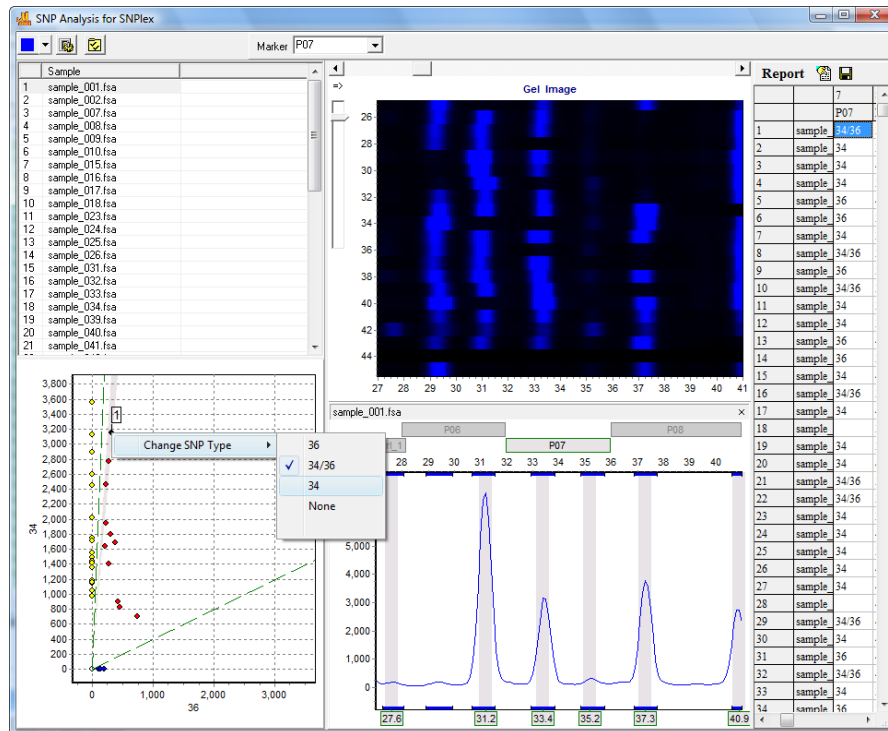 SNP Analysis for SNPlex
Marker P07
Sample
1 sample_001.fsa
2 sample_002.fsa
3 sample_007.fsa
4 sample_008.fsa
5 sample_009.fsa
6 sample_010.fsa
7 sample_015.fsa
8 sample_016.fsa
9 sample_017.fsa
10 sample_018.fsa
11 sample_023.fsa
12 sample_024.fsa
13 sample_025.fsa
14 sample_026.fsa
15 sample_031.fsa
16 sample_032.fsa
17 sample_033.fsa
18 sample_034.fsa
19 sample_039.fsa
20 sample_040.fsa
21 sample_041.fsa
=>
Gel Image
26
28
30
32
34
36
38
40
42
44
27 28 29 30 31 32 33 34 35 36 37 38 39 40 41
Report
7
P07
1 sample_ 34/36
2 sample_ 34
3 sample_ 34
4 sample_ 34
5 sample_ 36
6 sample_ 36
7 sample_ 34
8 sample_ 34/36
9 sample_ 36
10 sample_ 34/36
11 sample_ 34
12 sample_ 34
13 sample_ 36
14 sample_ 36
15 sample_ 34
16 sample_ 34/36
17 sample_ 34
18 sample_
19 sample_ 34
20 sample_ 34
21 sample_ 34/36
22 sample_ 34/36
23 sample_ 34
24 sample_ 34
25 sample_ 34
26 sample_ 34
27 sample_ 34
28 sample_
29 sample_ 34/36
30 sample_ 34
31 sample_ 36
32 sample_ 34/36
33 sample_ 34
34 sample_ 36
3,800
3,600
3,400
3,200
3,000
2,800
2,600
2,400
2,200
2,000
1,800
1,600
1,400
1,200
1,000
800
600
400
200
0
34
0 1,000 2,000 3,000
36
1
Change SNP Type
36
34/36
34
None
sample_001.fsa ×
P06 P07 P08
28 29 30 31 32 33 34 35 36 37 38 39 40
5,000
4,000
3,000
2,000
1,000
0
27.6 31.2 33.4 35.2 37.3 40.9